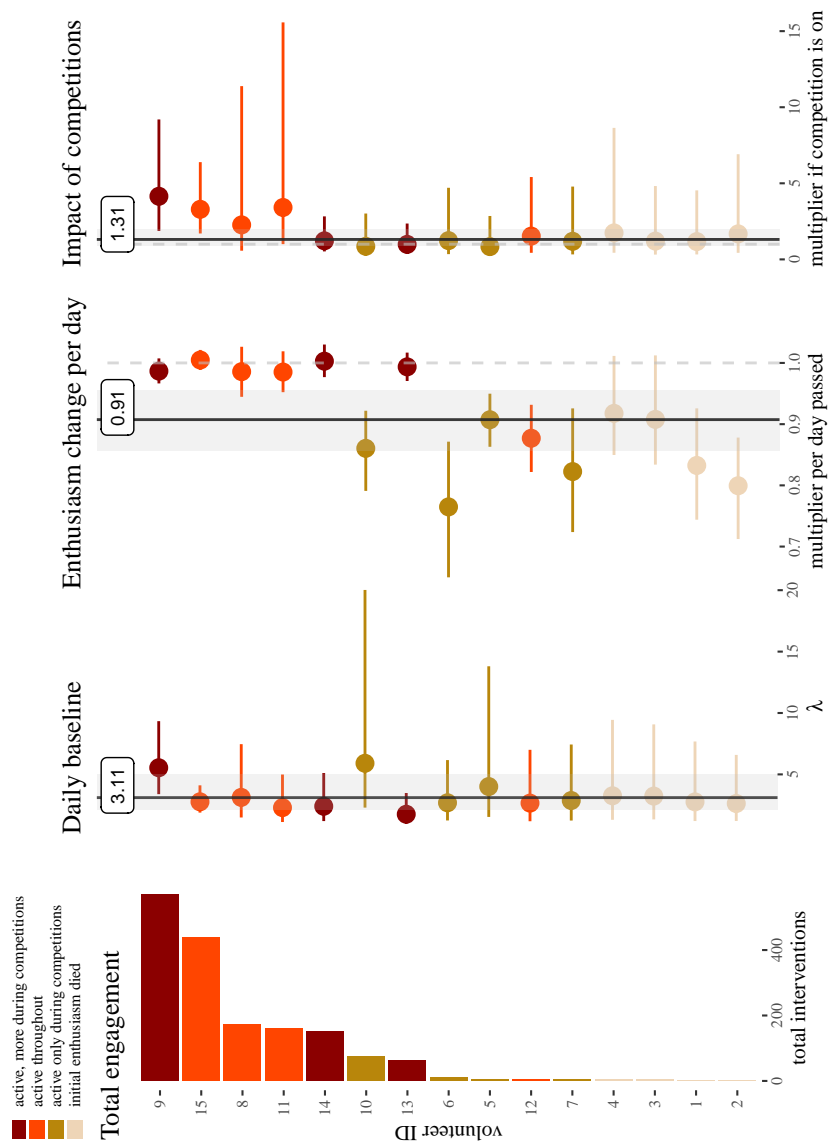 active, more during competitions
active throughout
active only during competitions
initial enthusiasm died
Total engagement
volunteer ID
9
15
8
11
14
10
13
6
5
12
7
4
3
1
2
0
200
400
total interventions
Daily baseline
3.11
5
10
15
20
λ
Enthusiasm change per day
0.91
0.7
0.8
0.9
1.0
multiplier per day passed
Impact of competitions
1.31
0
5
10
15
multiplier if competition is on